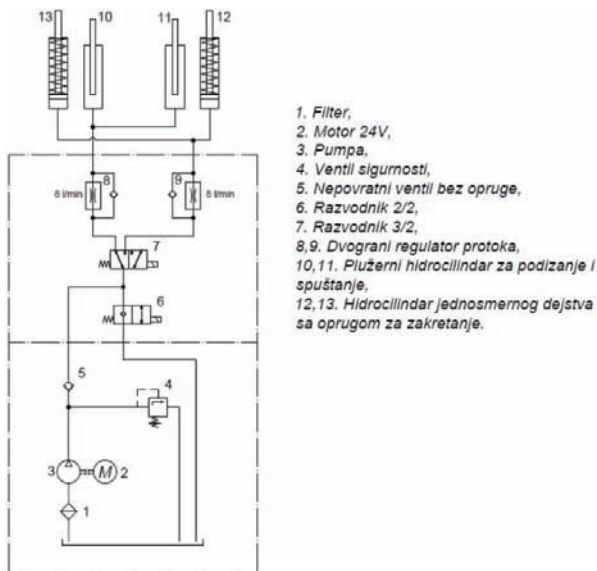 13
10
11
12
8 l/min
8
9
8 l/min
7
6
5
4
3
M
2
1
1. Filter,
2. Motor 24V,
3. Pumpa,
4. Ventil sigurnosti,
5. Nepovratni ventil bez opruge,
6. Razvodnik 2/2,
7. Razvodnik 3/2,
8,9. Dvograni regulator protoka,
10,11. Plužerni hidrocilindar za podizanje i
spuštanje,
12,13. Hidrocilindar jednosmernog dejstva
sa oprugom za zakretanje.